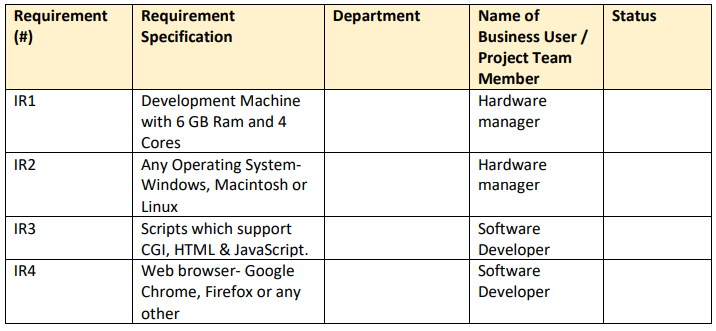 Requirement (#)
Requirement Specification
Department
Name of Business User / Project Team Member
Status
IR1
Development Machine with 6 GB Ram and 4 Cores
Hardware manager
IR2
Any Operating System- Windows, Macintosh or Linux
Hardware manager
IR3
Scripts which support CGI, HTML & JavaScript.
Software Developer
IR4
Web browser- Google Chrome, Firefox or any other
Software Developer